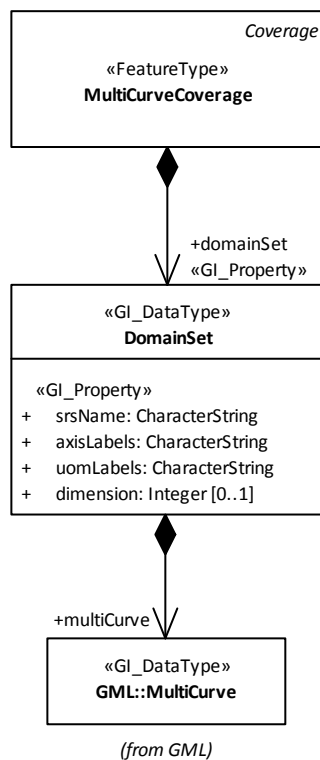 Coverage
«FeatureType»
MultiCurveCoverage
+domainSet
«GI_Property»
«GI_DataType»
DomainSet
«GI_Property»
+ srsName: CharacterString
+ axisLabels: CharacterString
+ uomLabels: CharacterString
+ dimension: Integer [0..1]
+multiCurve
«GI_DataType»
GML::MultiCurve
(from GML)